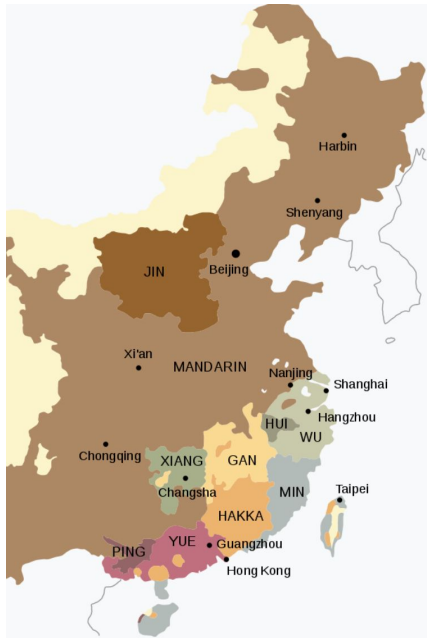 Harbin
Shenyang
Beijing
JIN
Xi'an
MANDARIN
Nanjing
Shanghai
Hangzhou
HUI
WU
Chongqing
XIANG
GAN
Changsha
MIN
Taipei
HAKKA
YUE
Guangzhou
PING
Hong Kong